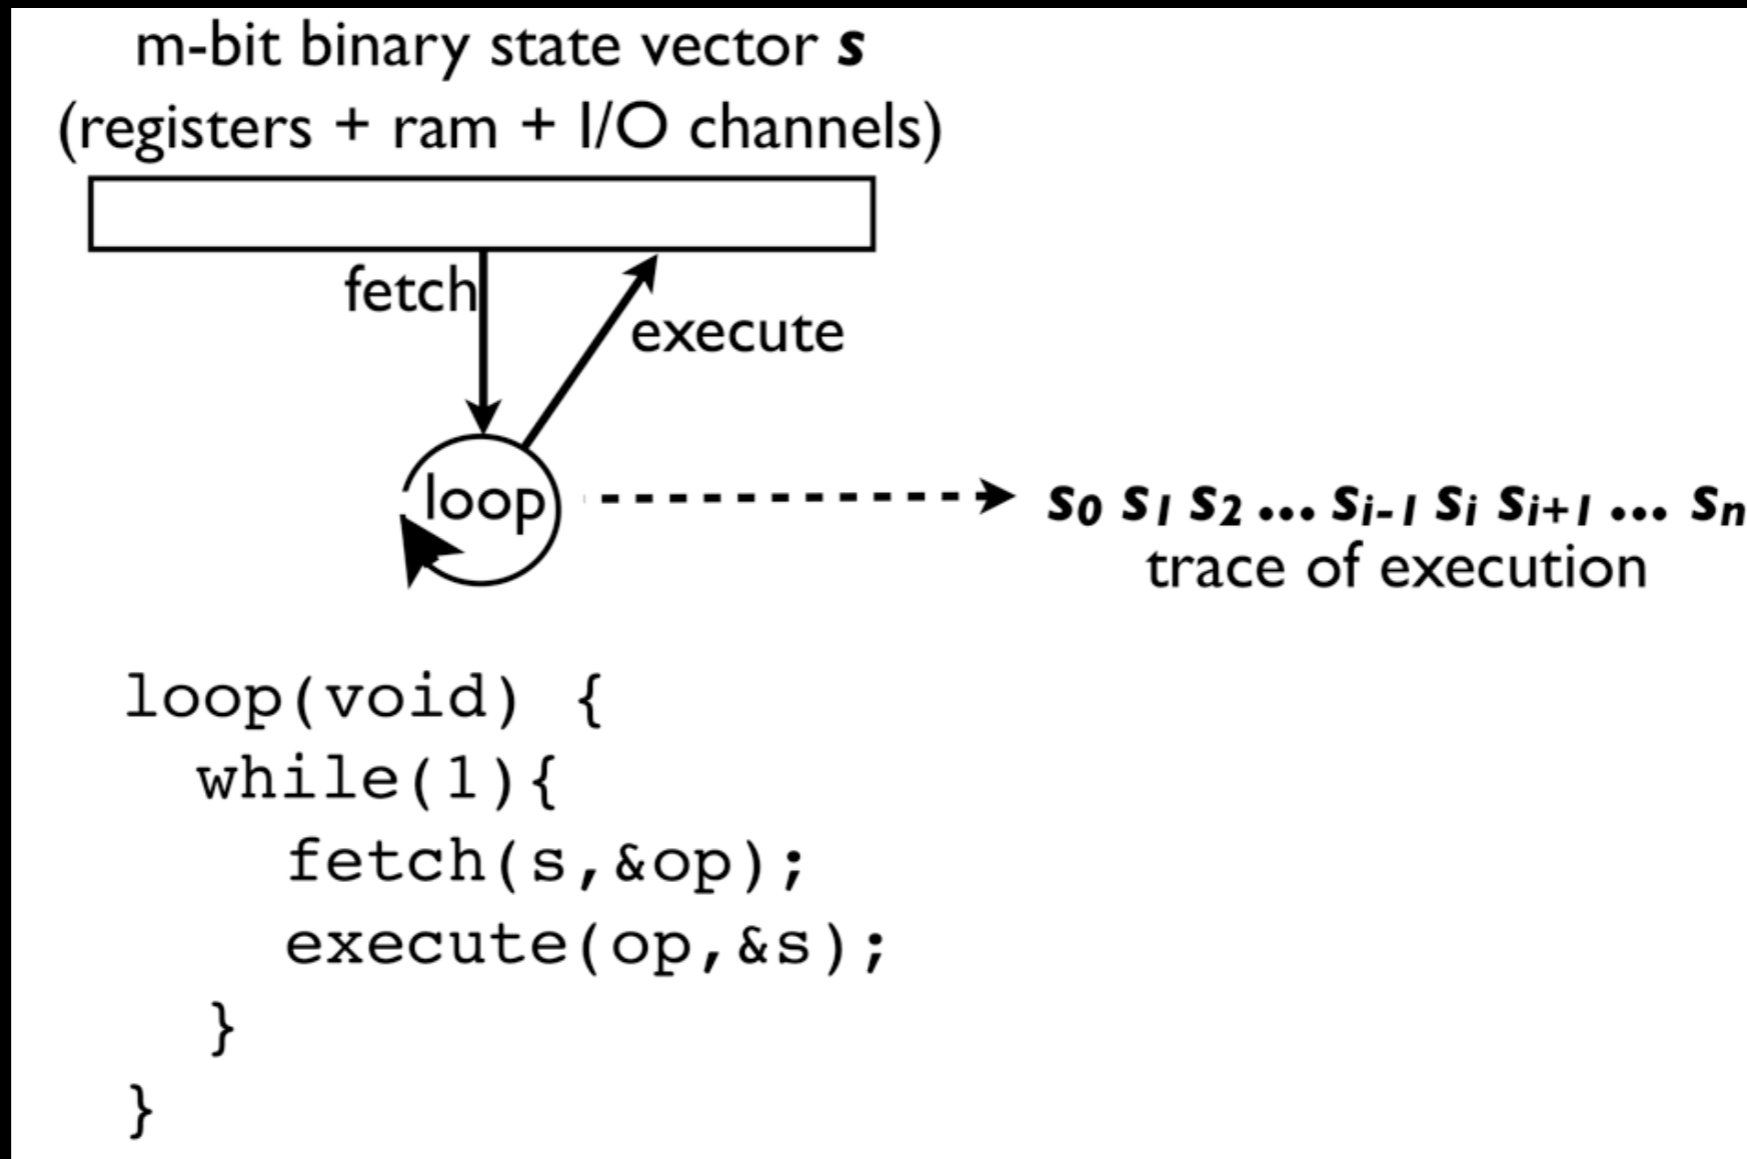 m-bit binary state vector s
(registers + ram + I/O channels)
fetch
execute
loop
s0 s1 s2 ... si-1 si si+1 ... sn
trace of execution
loop(void) {
while(1){
fetch(s,&op);
execute(op,&s);
}
}